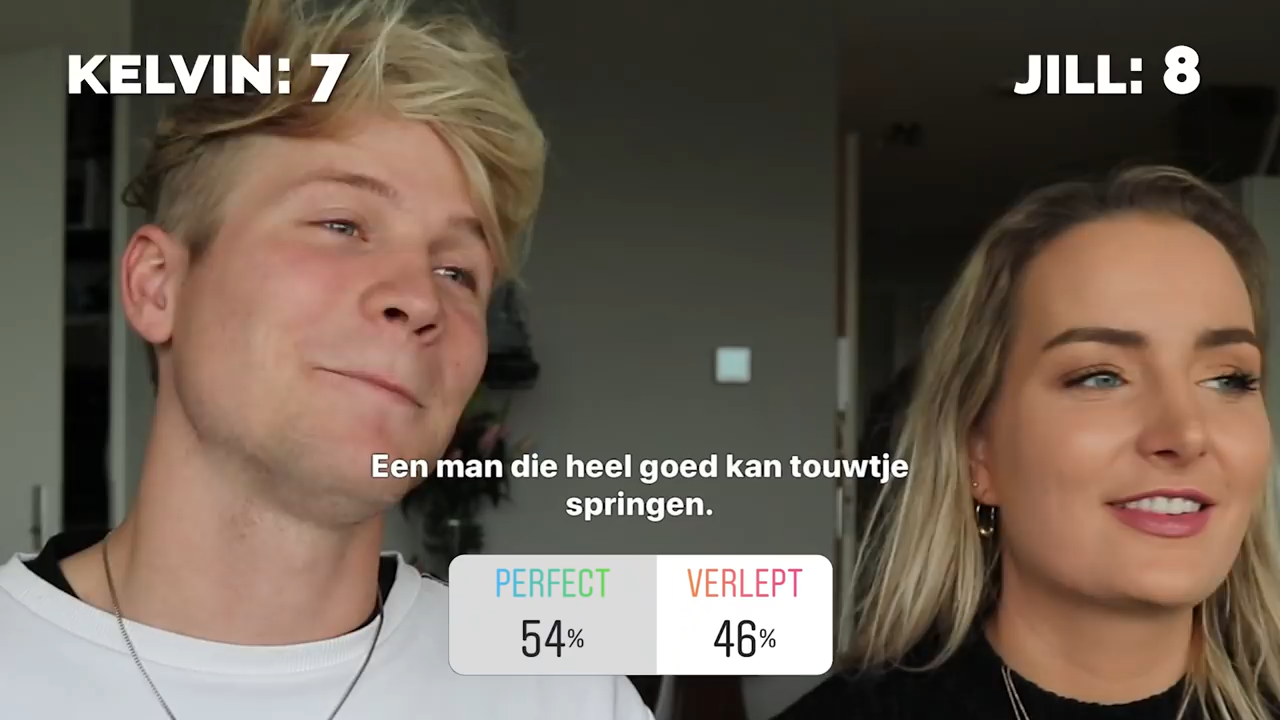 KELVIN: 7
JILL: 8
Een man die heel goed kan touwtje
springen.
PERFECT VERLEPT
54% 46%